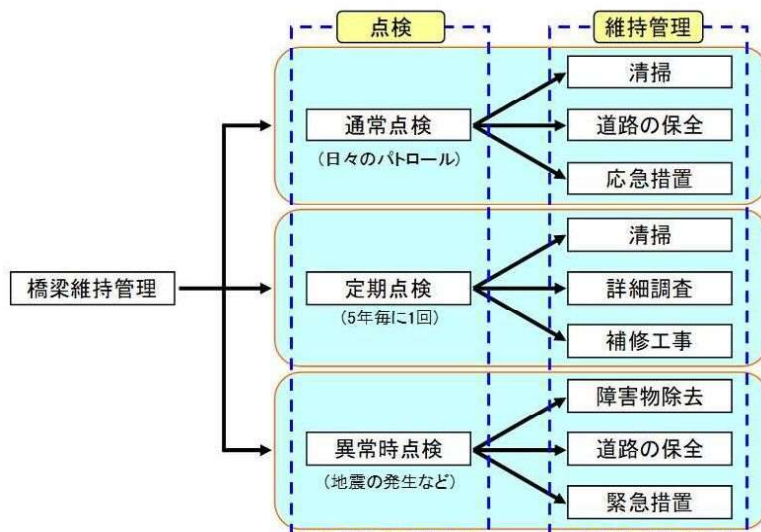 点検
維持管理
清掃
通常点検
道路の保全
(日々のパトロール)
応急措置
清掃
橋梁維持管理
定期点検
詳細調査
(5年毎に1回)
補修工事
障害物除去
異常時点検
道路の保全
(地震の発生など)
緊急措置